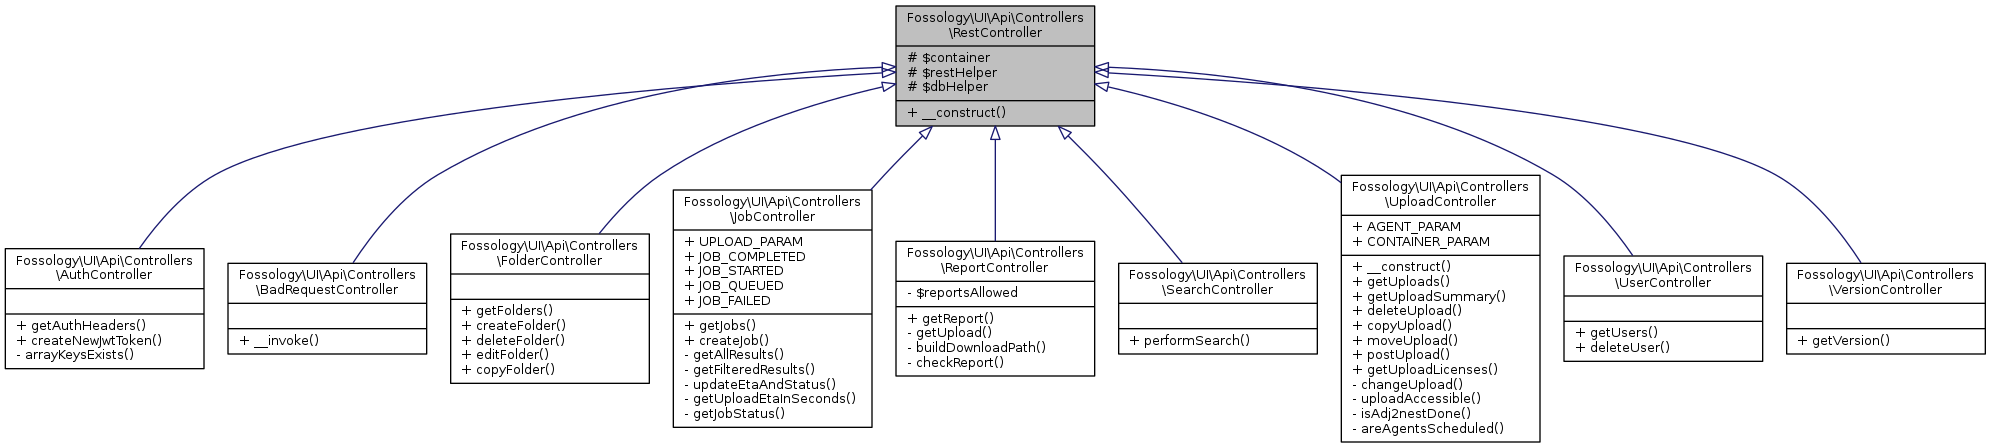 Fossology\UI\Api\Controllers
\RestController
# $container
# $restHelper
# $dbHelper
+ __construct()
Fossology\UI\Api\Controllers
\AuthController
+ getAuthHeaders()
+ createNewJwtToken()
- arrayKeysExists()
Fossology\UI\Api\Controllers
\BadRequestController
+ __invoke()
Fossology\UI\Api\Controllers
\FolderController
+ getFolders()
+ createFolder()
+ deleteFolder()
+ editFolder()
+ copyFolder()
Fossology\UI\Api\Controllers
\JobController
+ UPLOAD_PARAM
+ JOB_COMPLETED
+ JOB_STARTED
+ JOB_QUEUED
+ JOB_FAILED
+ getJobs()
+ createJob()
- getAllResults()
- getFilteredResults()
- updateEtaAndStatus()
- getUploadEtaInSeconds()
- getJobStatus()
Fossology\UI\Api\Controllers
\ReportController
- $reportsAllowed
+ getReport()
- getUpload()
- buildDownloadPath()
- checkReport()
Fossology\UI\Api\Controllers
\SearchController
+ performSearch()
Fossology\UI\Api\Controllers
\UploadController
+ AGENT_PARAM
+ CONTAINER_PARAM
+ __construct()
+ getUploads()
+ getUploadSummary()
+ deleteUpload()
+ copyUpload()
+ moveUpload()
+ postUpload()
+ getUploadLicenses()
- changeUpload()
- uploadAccessible()
- isAdj2nestDone()
- areAgentsScheduled()
Fossology\UI\Api\Controllers
\UserController
+ getUsers()
+ deleteUser()
Fossology\UI\Api\Controllers
\VersionController
+ getVersion()